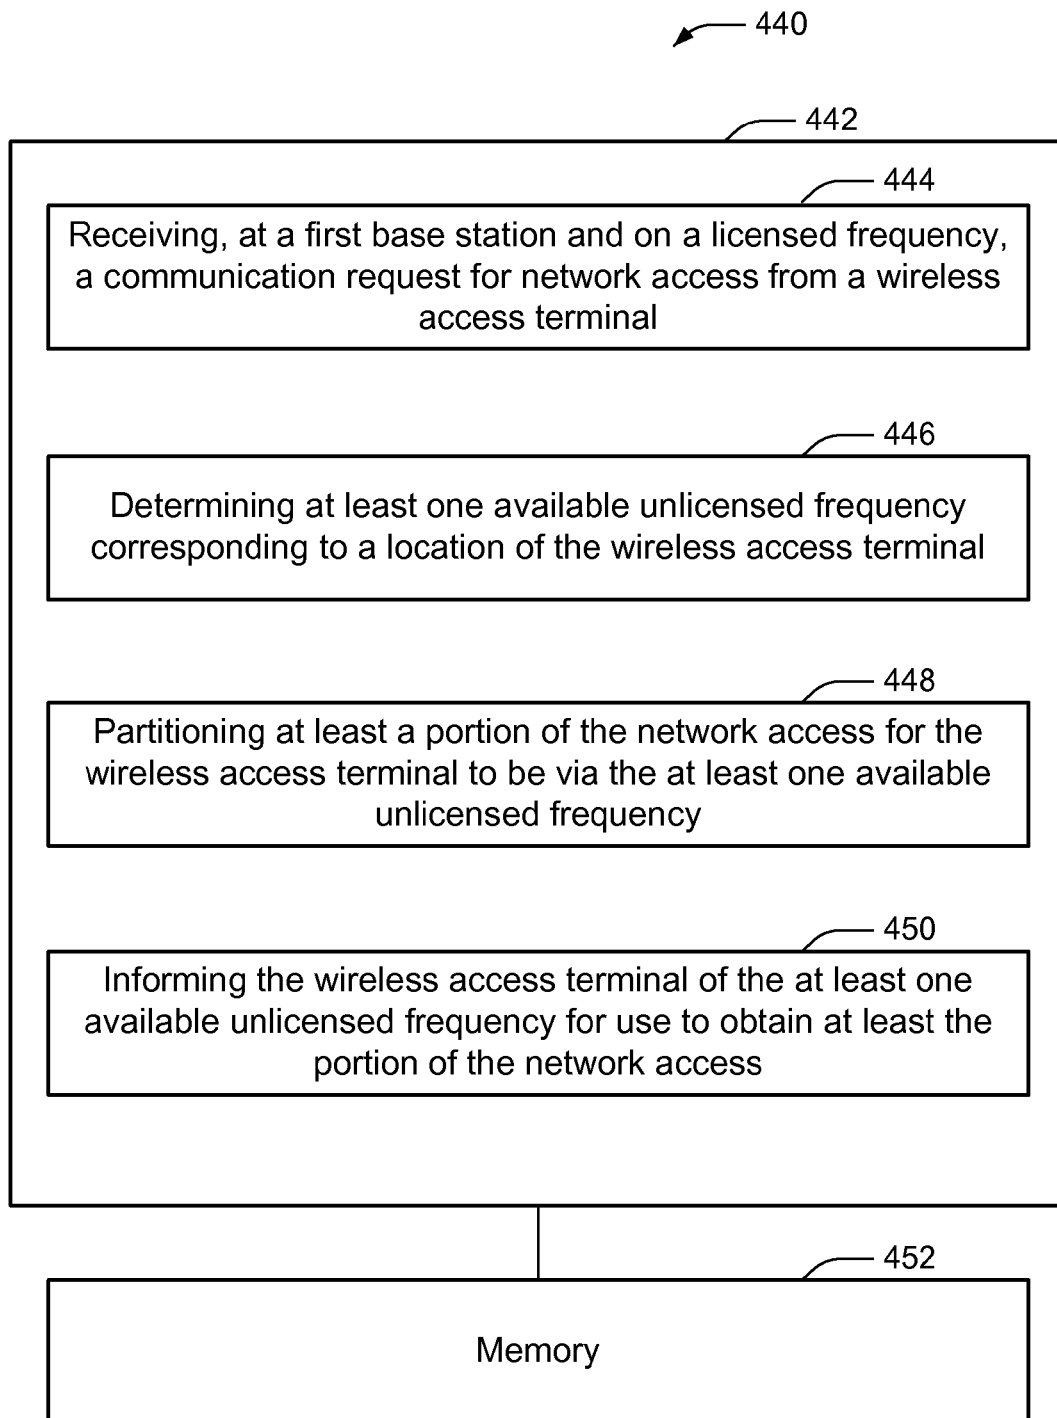 440
442
444
Receiving, at a first base station and on a licensed frequency,
a communication request for network access from a wireless
access terminal
446
Determining at least one available unlicensed frequency
corresponding to a location of the wireless access terminal
448
Partitioning at least a portion of the network access for the
wireless access terminal to be via the at least one available
unlicensed frequency
450
Informing the wireless access terminal of the at least one
available unlicensed frequency for use to obtain at least the
portion of the network access
452
Memory